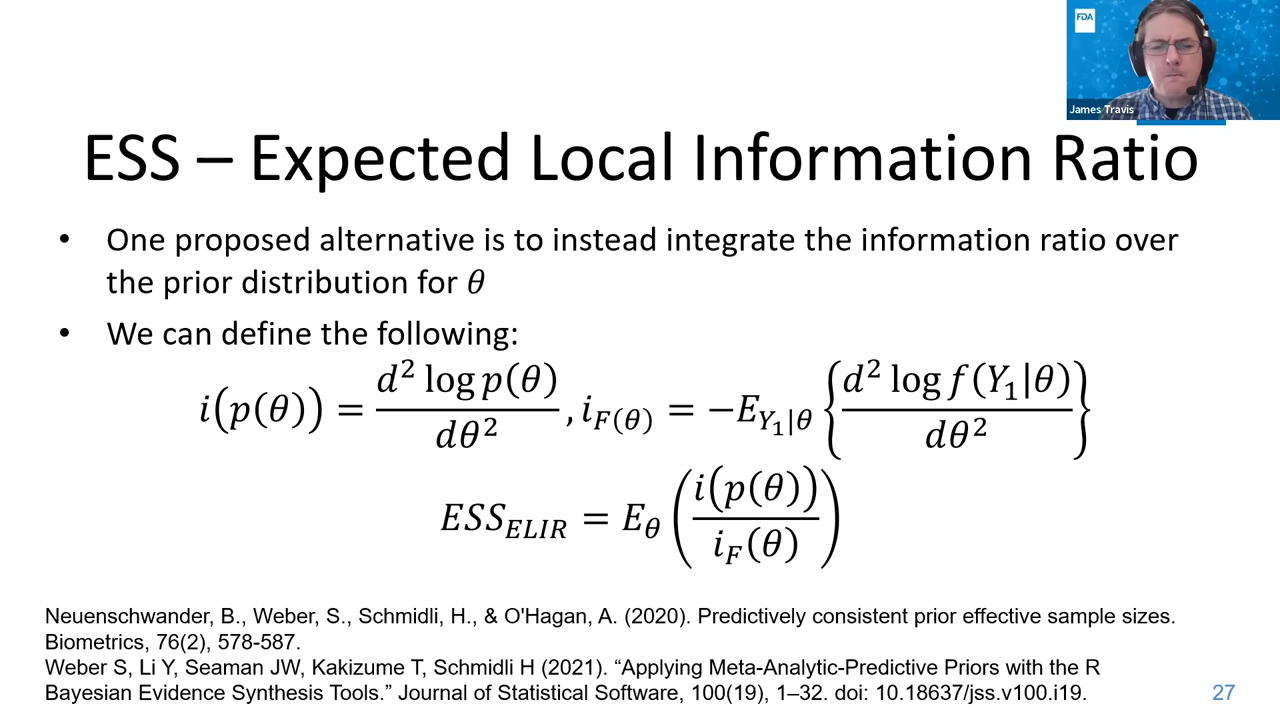 FDA
James Travis
ESS – Expected Local Information Ratio
• One proposed alternative is to instead integrate the information ratio over
the prior distribution for θ
• We can define the following:
i(p(θ)) = d² log p(θ) / dθ² , i_F(θ) = −E_{Y₁|θ} { d² log f(Y₁|θ) / dθ² }
ESS_ELIR = E_θ ( i(p(θ)) / i_F(θ) )
Neuenschwander, B., Weber, S., Schmidli, H., & O'Hagan, A. (2020). Predictively consistent prior effective sample sizes.
Biometrics, 76(2), 578-587.
Weber S, Li Y, Seaman JW, Kakizume T, Schmidli H (2021). “Applying Meta-Analytic-Predictive Priors with the R
Bayesian Evidence Synthesis Tools.” Journal of Statistical Software, 100(19), 1–32. doi: 10.18637/jss.v100.i19.
27